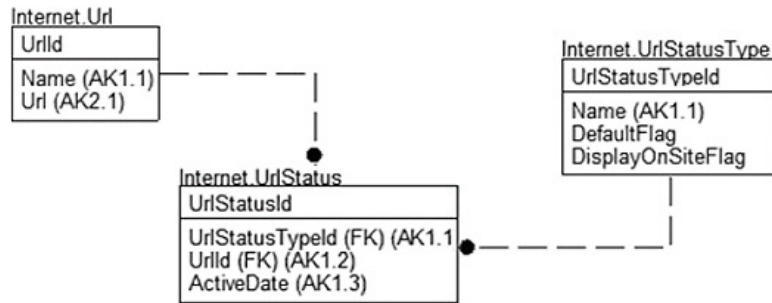 Internet.Url
UrlId
Name (AK1.1)
Url (AK2.1)
Internet.UrlStatusType
UrlStatusTypeId
Name (AK1.1)
DefaultFlag
DisplayOnSiteFlag
Internet.UrlStatus
UrlStatusId
UrlStatusTypeId (FK) (AK1.1
UrlId (FK) (AK1.2)
ActiveDate (AK1.3)